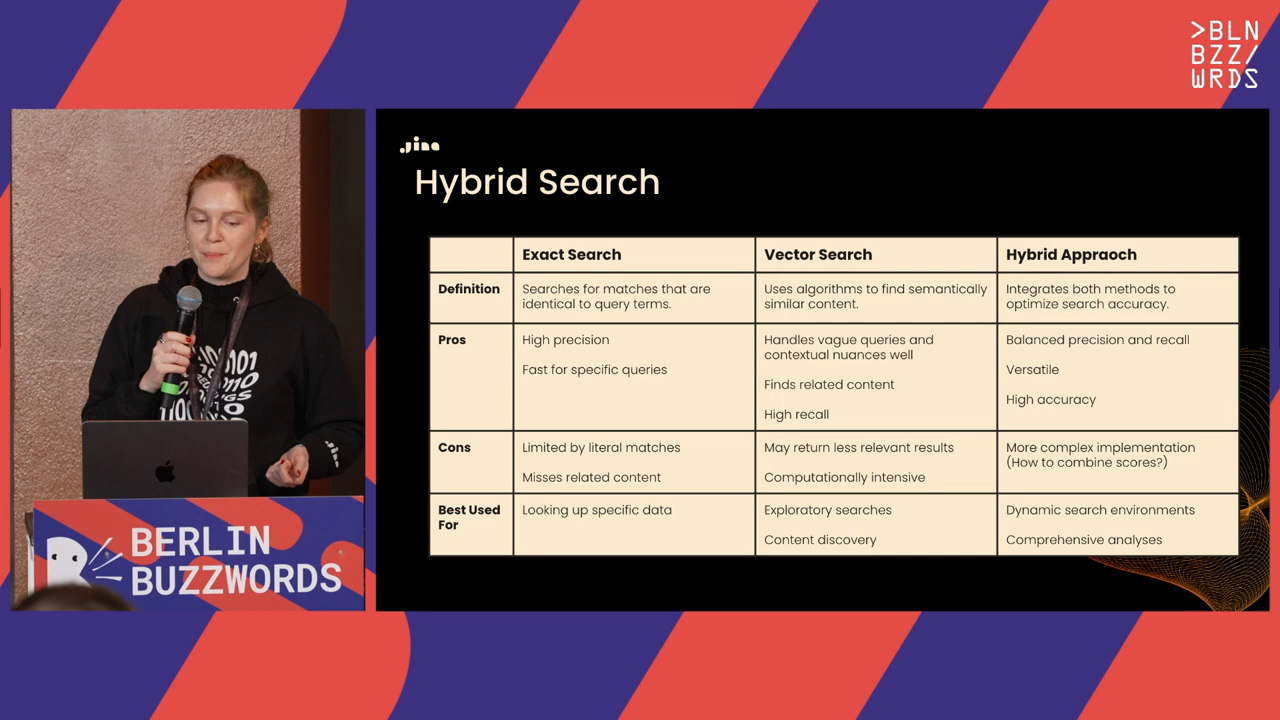 >BLN
BZZ/
WRDS
Jina
Hybrid Search
Exact Search
Vector Search
Hybrid Appraoch
Definition
Searches for matches that are
identical to query terms.
Uses algorithms to find semantically
similar content.
Integrates both methods to
optimize search accuracy.
Pros
High precision
Fast for specific queries
Handles vague queries and
contextual nuances well
Finds related content
High recall
Balanced precision and recall
Versatile
High accuracy
Cons
Limited by literal matches
Misses related content
May return less relevant results
Computationally intensive
More complex implementation
(How to combine scores?)
Best Used
For
Looking up specific data
Exploratory searches
Content discovery
Dynamic search environments
Comprehensive analyses
BERLIN
BUZZWORDS